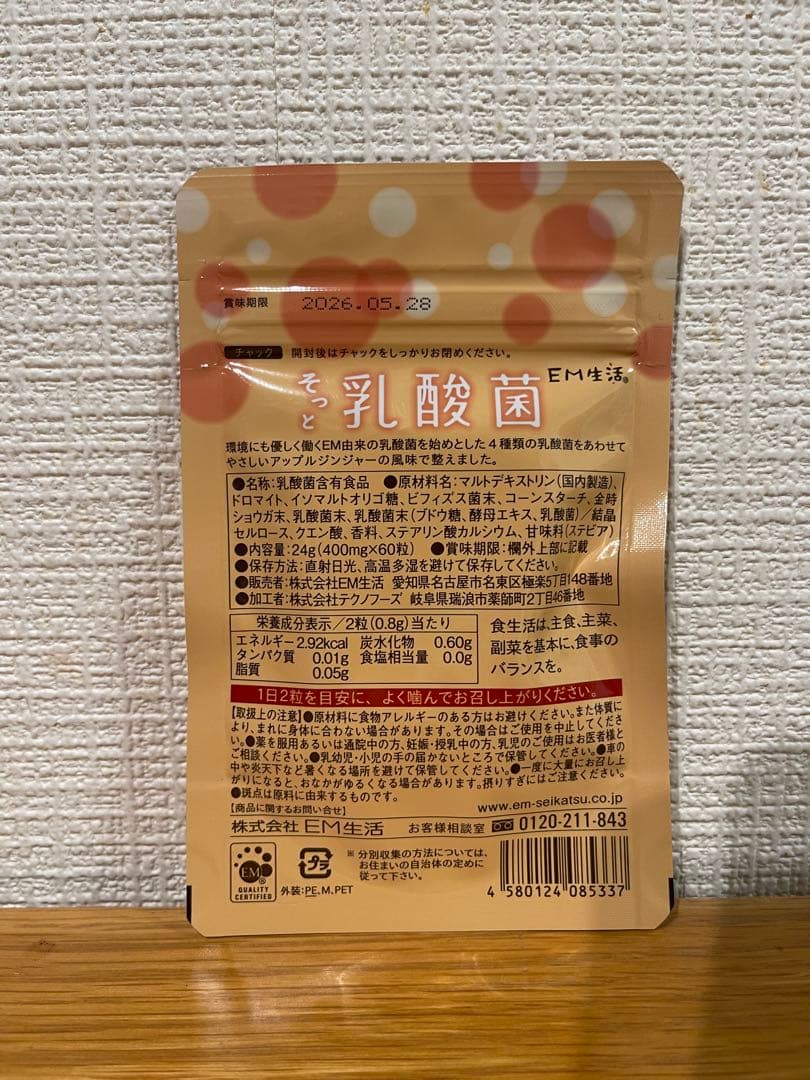 賞味期限 2026.05.28
チャック 開封後はチャックをしっかりお閉めください。
そっと 乳酸菌 EM生活®
環境にも優しく働くEM由来の乳酸菌を始めとした4種類の乳酸菌をあわせて
やさしいアップルジンジャーの風味で整えました。
●名称:乳酸菌含有食品 ●原材料名:マルトデキストリン(国内製造)、
ドロマイト、イソマルトオリゴ糖、ビフィズス菌末、コーンスターチ、金時
ショウガ末、乳酸菌末、乳酸菌末(ブドウ糖、酵母エキス、乳酸菌)/結晶
セルロース、クエン酸、香料、ステアリン酸カルシウム、甘味料(ステビア)
●内容量:24g(400mg×60粒) ●賞味期限:欄外上部に記載
●保存方法:直射日光、高温多湿を避けて保存してください。
●販売者:株式会社EM生活 愛知県名古屋市名東区極楽5丁目148番地
●加工者:株式会社テクノフーズ 岐阜県瑞浪市薬師町2丁目46番地
栄養成分表示/2粒(0.8g)当たり
エネルギー2.92kcal 炭水化物 0.60g
タンパク質 0.01g 食塩相当量 0.0g
脂質 0.05g
食生活は、主食、主菜、
副菜を基本に、食事の
バランスを。
1日2粒を目安に、よく噛んでお召し上がりください。
【取扱上の注意】●原材料に食物アレルギーのある方はお避けください。また体質に
より、まれに身体に合わない場合があります。その場合はご使用を中止してくださ
い。●薬を服用あるいは通院中の方、妊娠・授乳中の方、乳児のご使用はお医者様と
ご相談ください。●乳幼児・小児の手の届かないところで保管してください。●車の
中や炎天下など暑くなる場所を避けて保管してください。●一度に大量にお召し上
がりになると、おなかがゆるくなる場合があります。摂りすぎにはご注意ください。
●斑点は原料に由来するものです。
【商品に関するお問い合せ】
www.em-seikatsu.co.jp
株式会社EM生活 お客様相談室 0120-211-843
EM®
QUALITY
CERTIFIED
プラ
外装:PE、M、PET
※分別収集の方法については、
お住まいの自治体の定めに
従って下さい。
4 580124 085337